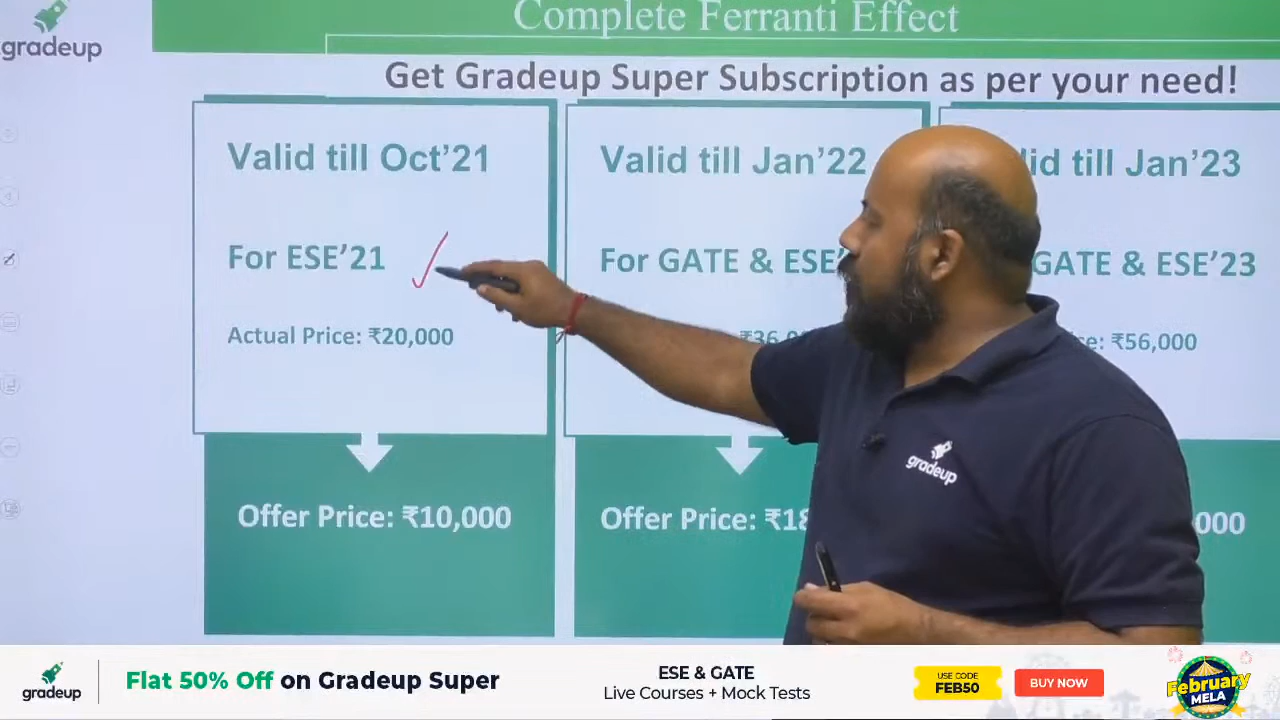 Complete Ferranti Effect
gradeup
Get Gradeup Super Subscription as per your need!
Valid till Oct'21
For ESE'21
Actual Price: ₹20,000
Offer Price: ₹10,000
Valid till Jan'22
For GATE & ESE'
Offer Price: ₹18
till Jan'23
GATE & ESE'23
₹56,000
gradeup
gradeup
Flat 50% Off on Gradeup Super
ESE & GATE
Live Courses + Mock Tests
USE CODE
FEB50
BUY NOW
February
MELA